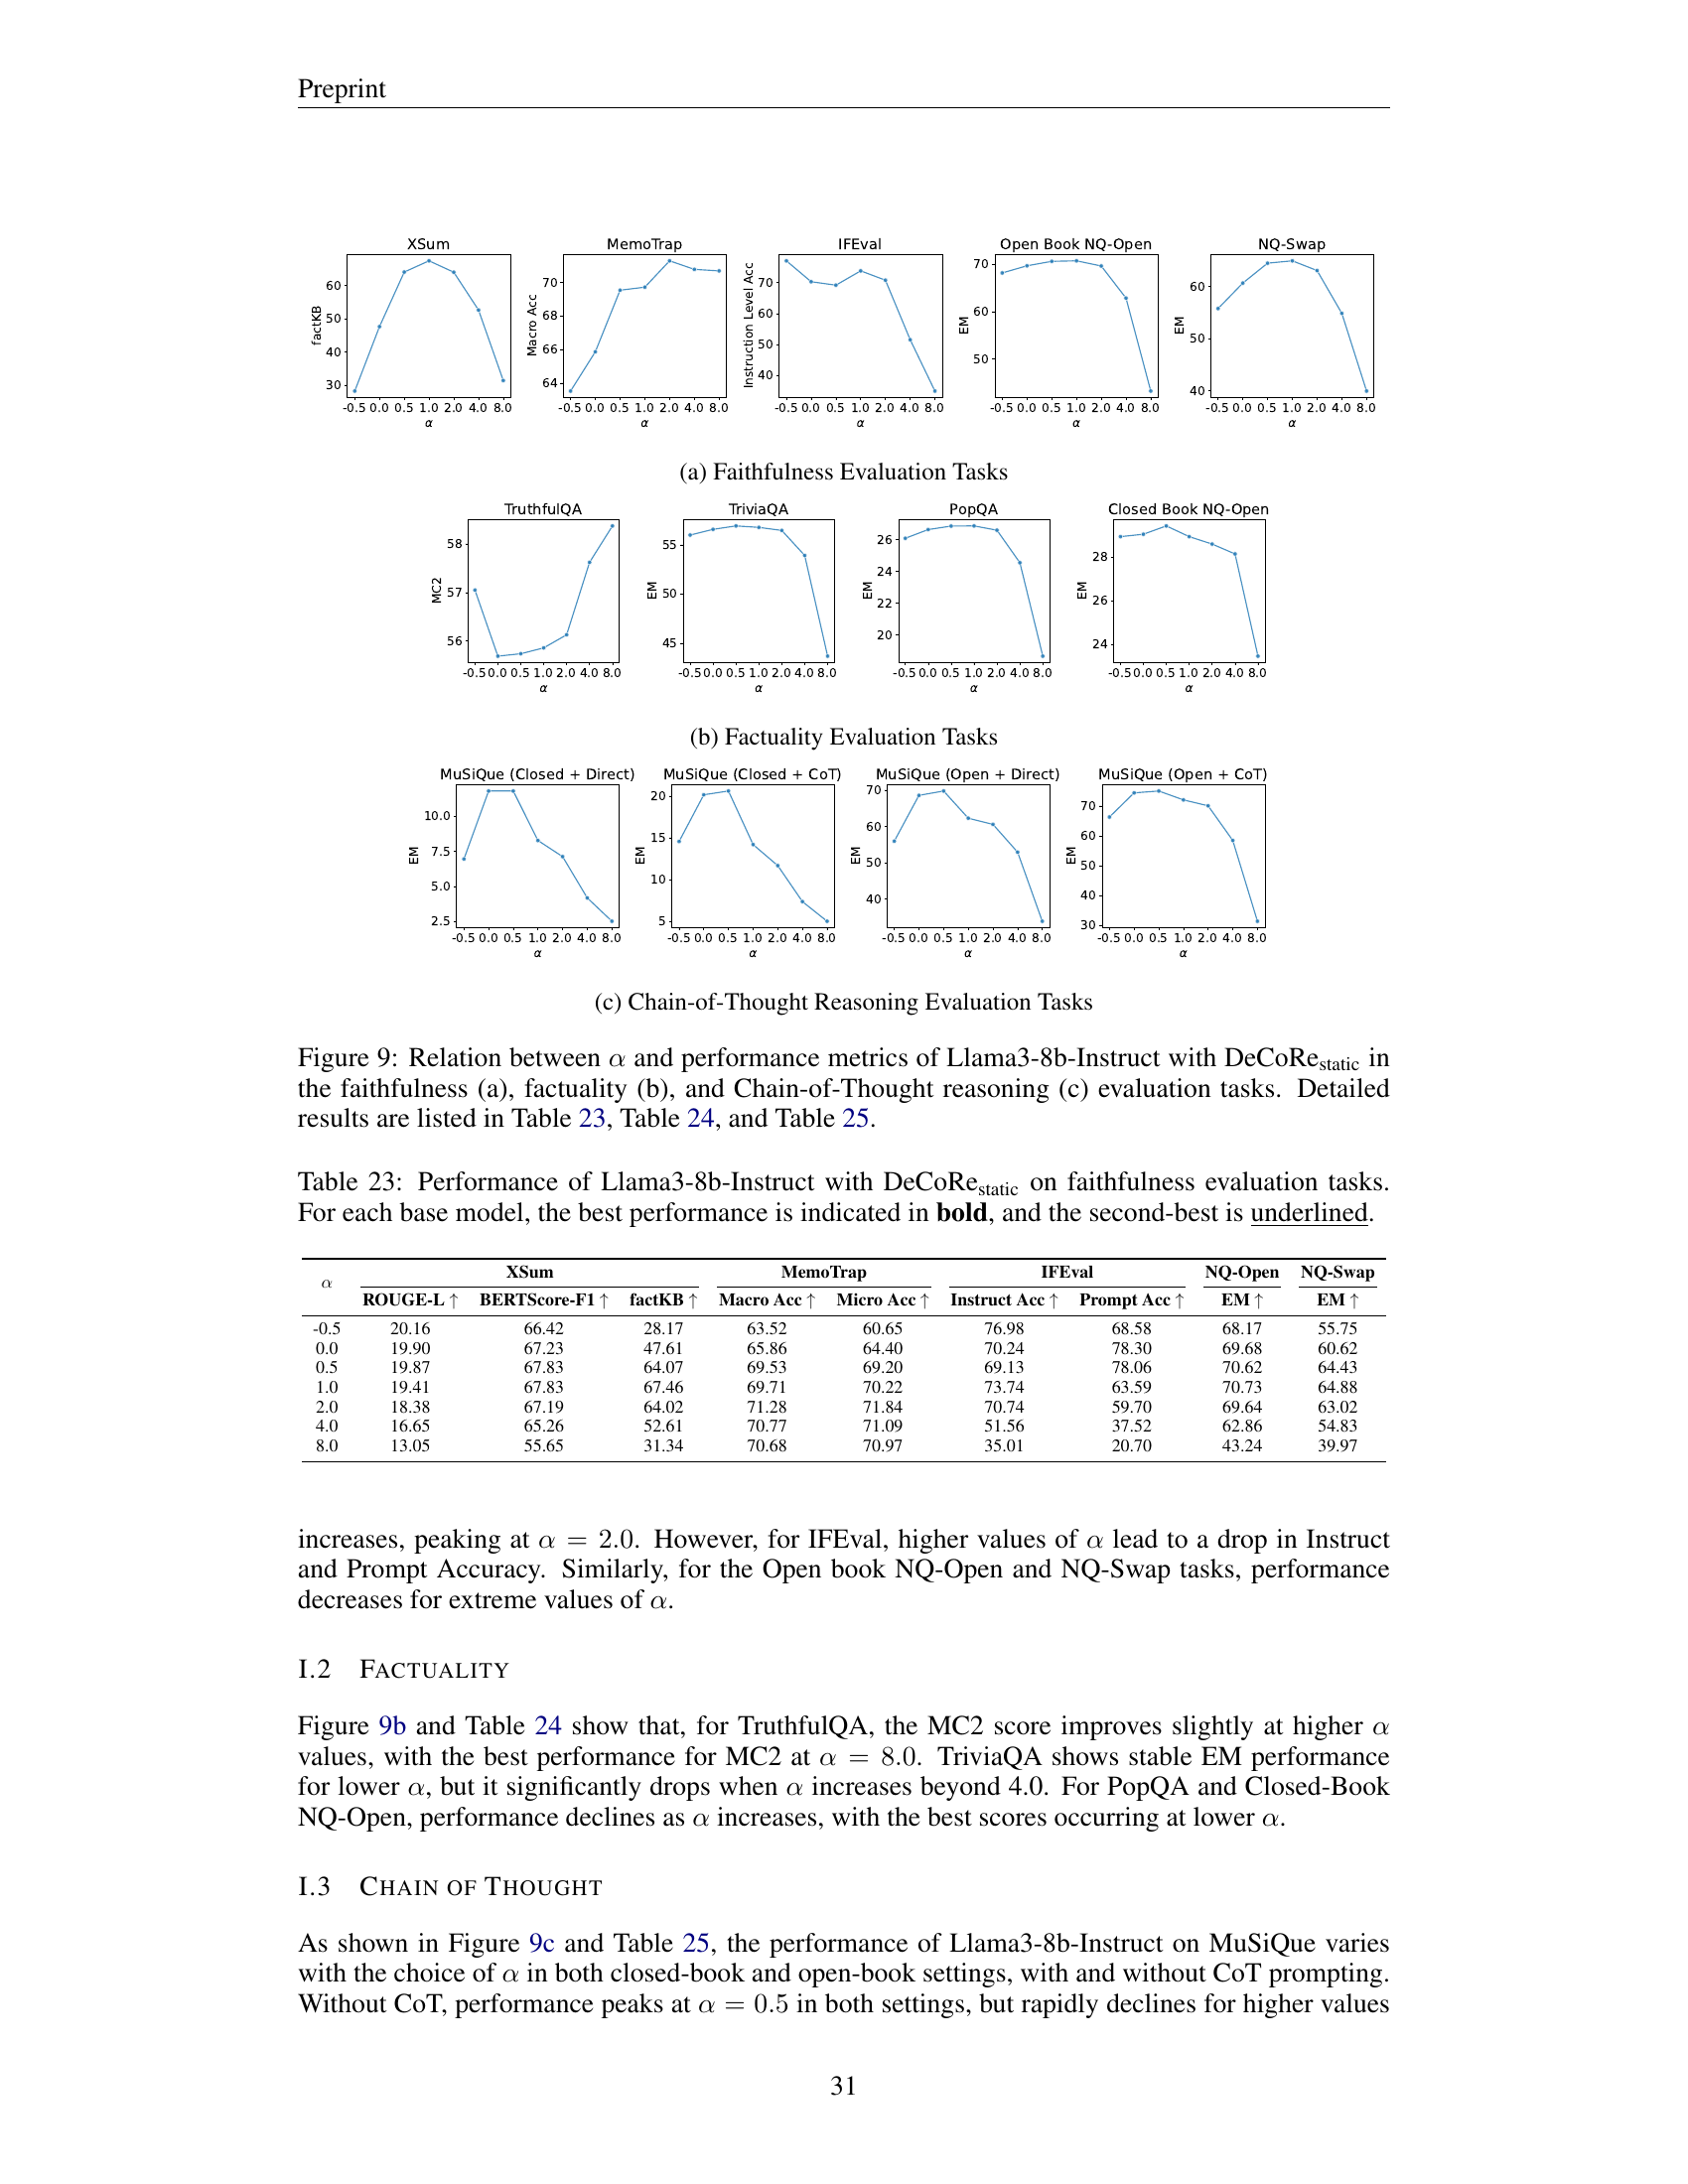 Preprint
XSum
factKB
60
50
40
30
-0.5 0.0 0.5 1.0 2.0 4.0 8.0
α
MemoTrap
Macro Acc
70
68
66
64
-0.5 0.0 0.5 1.0 2.0 4.0 8.0
α
IFEval
Instruction Level Acc
70
60
50
40
-0.5 0.0 0.5 1.0 2.0 4.0 8.0
α
Open Book NQ-Open
EM
70
60
50
-0.5 0.0 0.5 1.0 2.0 4.0 8.0
α
NQ-Swap
EM
60
50
40
-0.5 0.0 0.5 1.0 2.0 4.0 8.0
α
(a) Faithfulness Evaluation Tasks
TruthfulQA
MC2
58
57
56
-0.5 0.0 0.5 1.0 2.0 4.0 8.0
α
TriviaQA
EM
55
50
45
-0.5 0.0 0.5 1.0 2.0 4.0 8.0
α
PopQA
EM
26
24
22
20
-0.5 0.0 0.5 1.0 2.0 4.0 8.0
α
Closed Book NQ-Open
EM
28
26
24
-0.5 0.0 0.5 1.0 2.0 4.0 8.0
α
(b) Factuality Evaluation Tasks
MuSiQue (Closed + Direct)
EM
10.0
7.5
5.0
2.5
-0.5 0.0 0.5 1.0 2.0 4.0 8.0
α
MuSiQue (Closed + CoT)
EM
20
15
10
5
-0.5 0.0 0.5 1.0 2.0 4.0 8.0
α
MuSiQue (Open + Direct)
EM
70
60
50
40
-0.5 0.0 0.5 1.0 2.0 4.0 8.0
α
MuSiQue (Open + CoT)
EM
70
60
50
40
30
-0.5 0.0 0.5 1.0 2.0 4.0 8.0
α
(c) Chain-of-Thought Reasoning Evaluation Tasks
Figure 9: Relation between α and performance metrics of Llama3-8b-Instruct with DeCoRe static in
the faithfulness (a), factuality (b), and Chain-of-Thought reasoning (c) evaluation tasks. Detailed
results are listed in Table 23, Table 24, and Table 25.
Table 23: Performance of Llama3-8b-Instruct with DeCoRe static on faithfulness evaluation tasks.
For each base model, the best performance is indicated in bold, and the second-best is underlined.
α XSum MemoTrap IFEval NQ-Open NQ-Swap
ROUGE-L ↑ BERTScore-F1 ↑ factKB ↑ Macro Acc ↑ Micro Acc ↑ Instruct Acc ↑ Prompt Acc ↑ EM ↑ EM ↑
-0.5 20.16 66.42 28.17 63.52 60.65 76.98 68.58 68.17 55.75
0.0 19.90 67.23 47.61 65.86 64.40 70.24 78.30 69.68 60.62
0.5 19.87 67.83 64.07 69.53 69.20 69.13 78.06 70.62 64.43
1.0 19.41 67.83 67.46 69.71 70.22 73.74 63.59 70.73 64.88
2.0 18.38 67.19 64.02 71.28 71.84 70.74 59.70 69.64 63.02
4.0 16.65 65.26 52.61 70.77 71.09 51.56 37.52 62.86 54.83
8.0 13.05 55.65 31.34 70.68 70.97 35.01 20.70 43.24 39.97
increases, peaking at α = 2.0. However, for IFEval, higher values of α lead to a drop in Instruct
and Prompt Accuracy. Similarly, for the Open book NQ-Open and NQ-Swap tasks, performance
decreases for extreme values of α.
I.2 FACTUALITY
Figure 9b and Table 24 show that, for TruthfulQA, the MC2 score improves slightly at higher α
values, with the best performance for MC2 at α = 8.0. TriviaQA shows stable EM performance
for lower α, but it significantly drops when α increases beyond 4.0. For PopQA and Closed-Book
NQ-Open, performance declines as α increases, with the best scores occurring at lower α.
I.3 CHAIN OF THOUGHT
As shown in Figure 9c and Table 25, the performance of Llama3-8b-Instruct on MuSiQue varies
with the choice of α in both closed-book and open-book settings, with and without CoT prompting.
Without CoT, performance peaks at α = 0.5 in both settings, but rapidly declines for higher values
31